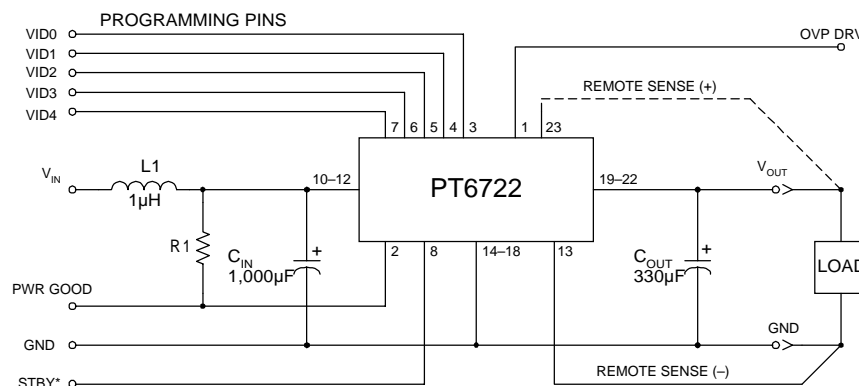 PROGRAMMING PINS
VID0
VID1
VID2
VID3
VID4
OVP DRV
REMOTE SENSE (+)
7 6 5 4 3 1 23
V_IN
L1
1µH
10–12
PT6722
19–22
V_OUT
R1
C_IN
1,000µF
2 8 14–18 13
C_OUT
330µF
LOAD
PWR GOOD
GND
GND
STBY*
REMOTE SENSE (–)
+
+